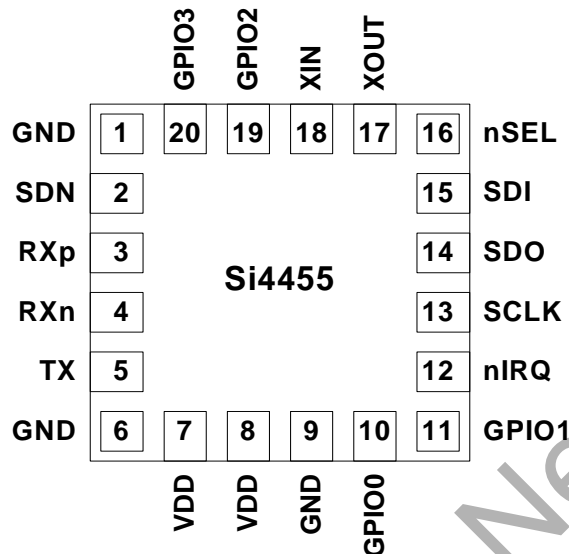 GPIO3 GPIO2 XIN XOUT
GND 1 20 19 18 17 16 nSEL
SDN 2 15 SDI
RXp 3 14 SDO
Si4455
RXn 4 13 SCLK
TX 5 12 nIRQ
GND 6 7 8 9 10 11 GPIO1
VDD VDD GND GPIO0